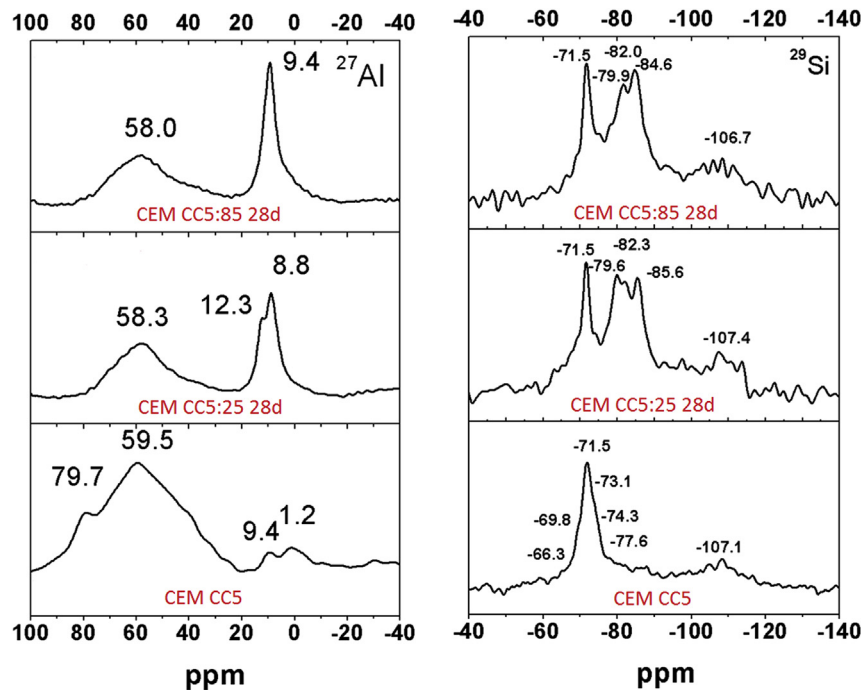 100 80 60 40 20 0 -20 -40
9.4
27Al
58.0
CEM CC5:85 28d
8.8
12.3
58.3
CEM CC5:25 28d
59.5
79.7
1.2
9.4
CEM CC5
100 80 60 40 20 0 -20 -40
ppm
-40 -60 -80 -100 -120 -140
-82.0
29Si
-71.5
-84.6
-79.9
-106.7
CEM CC5:85 28d
-82.3
-71.5
-79.6
-85.6
-107.4
CEM CC5:25 28d
-71.5
-73.1
-69.8
-74.3
-77.6
-107.1
-66.3
CEM CC5
-40 -60 -80 -100 -120 -140
ppm